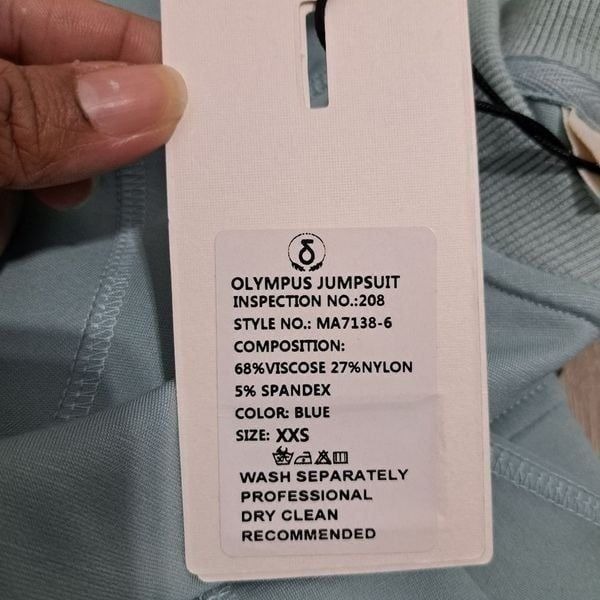 OLYMPUS JUMPSUIT
INSPECTION NO.:208
STYLE NO.: MA7138-6
COMPOSITION:
68%VISCOSE 27%NYLON
5% SPANDEX
COLOR: BLUE
SIZE: XXS
WASH SEPARATELY
PROFESSIONAL
DRY CLEAN
RECOMMENDED